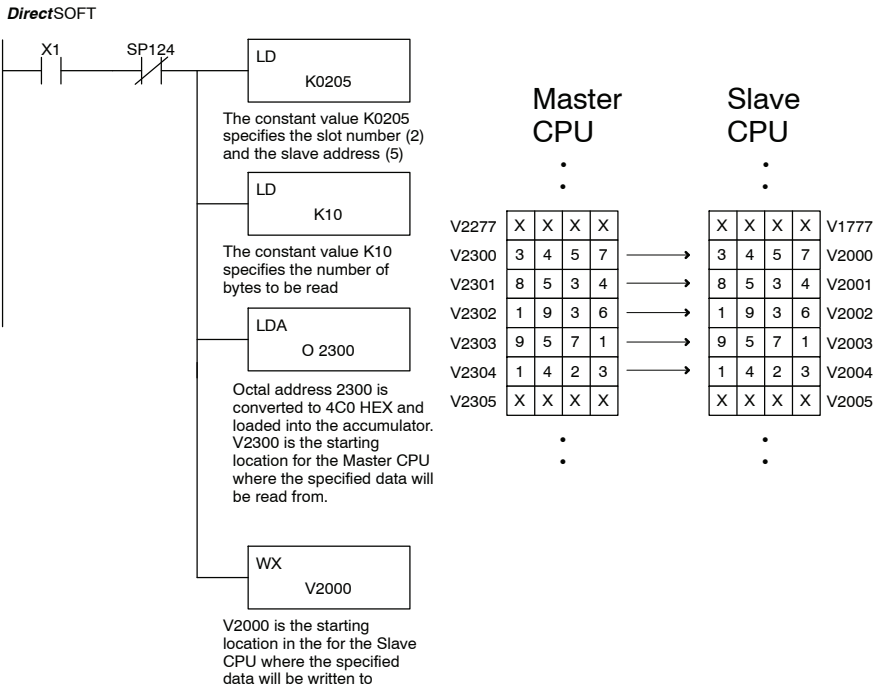 DirectSOFT
X1
SP124
LD
K0205
The constant value K0205
specifies the slot number (2)
and the slave address (5)
LD
K10
The constant value K10
specifies the number of
bytes to be read
LDA
O 2300
Octal address 2300 is
converted to 4C0 HEX and
loaded into the accumulator.
V2300 is the starting
location for the Master CPU
where the specified data will
be read from.
WX
V2000
V2000 is the starting
location in the for the Slave
CPU where the specified
data will be written to
Master
CPU
Slave
CPU
V2277 X X X X X X X X V1777
V2300 3 4 5 7 3 4 5 7 V2000
V2301 8 5 3 4 8 5 3 4 V2001
V2302 1 9 3 6 1 9 3 6 V2002
V2303 9 5 7 1 9 5 7 1 V2003
V2304 1 4 2 3 1 4 2 3 V2004
V2305 X X X X X X X X V2005